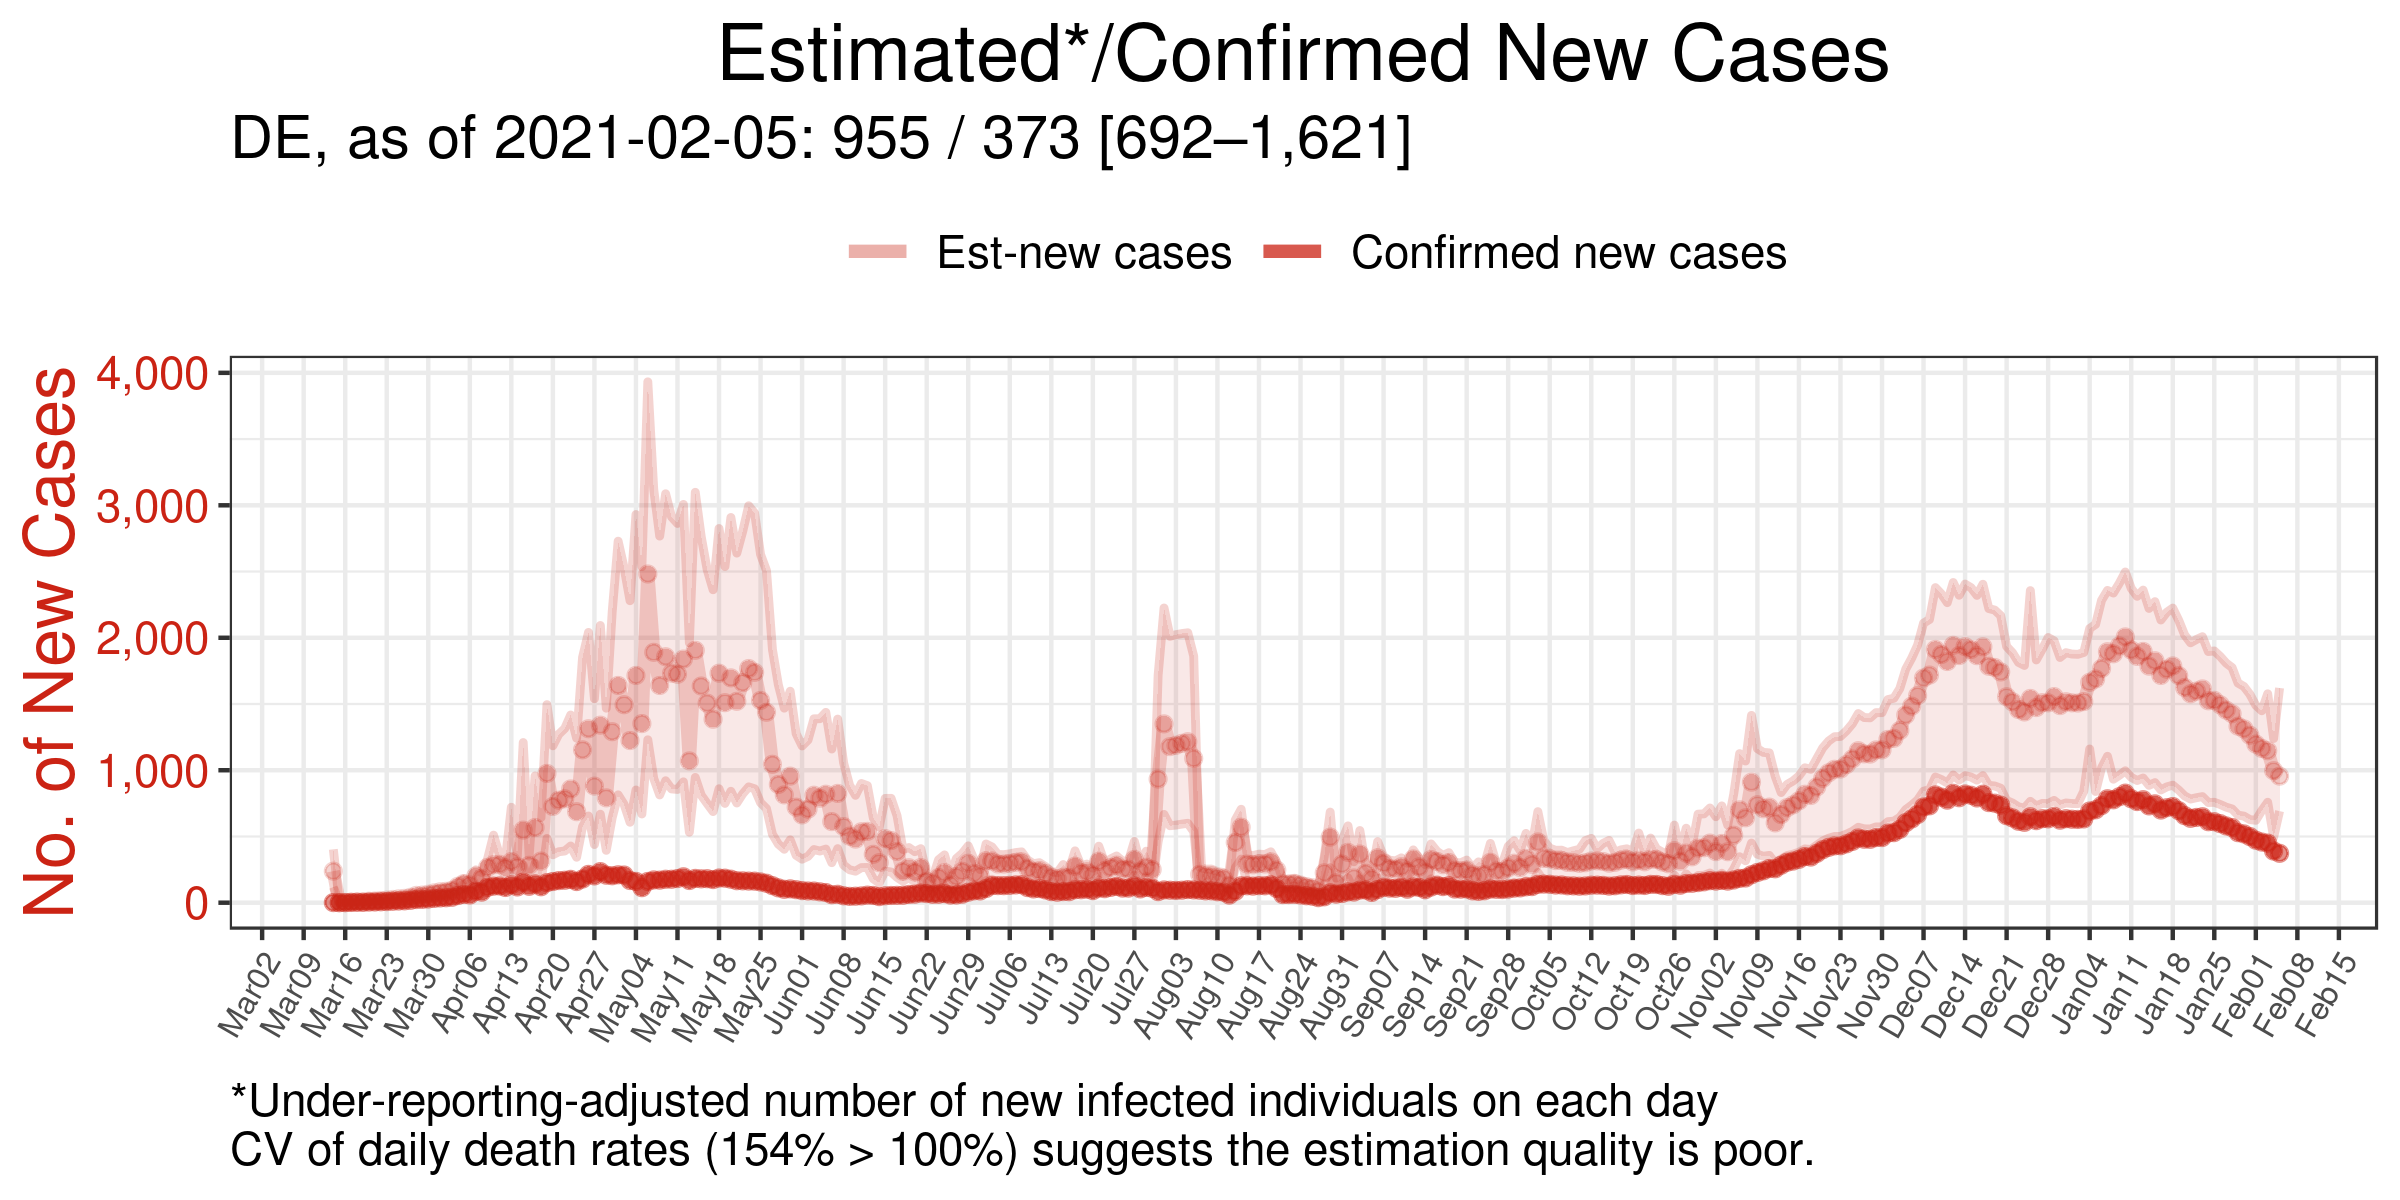 Estimated*/Confirmed New Cases
DE, as of 2021-02-05: 955 / 373 [692–1,621]
Est-new cases
Confirmed new cases
No. of New Cases
4,000
3,000
2,000
1,000
0
Mar02
Mar09
Mar16
Mar23
Mar30
Apr06
Apr13
Apr20
Apr27
May04
May11
May18
May25
Jun01
Jun08
Jun15
Jun22
Jun29
Jul06
Jul13
Jul20
Jul27
Aug03
Aug10
Aug17
Aug24
Aug31
Sep07
Sep14
Sep21
Sep28
Oct05
Oct12
Oct19
Oct26
Nov02
Nov09
Nov16
Nov23
Nov30
Dec07
Dec14
Dec21
Dec28
Jan04
Jan11
Jan18
Jan25
Feb01
Feb08
Feb15
*Under-reporting-adjusted number of new infected individuals on each day
CV of daily death rates (154% > 100%) suggests the estimation quality is poor.